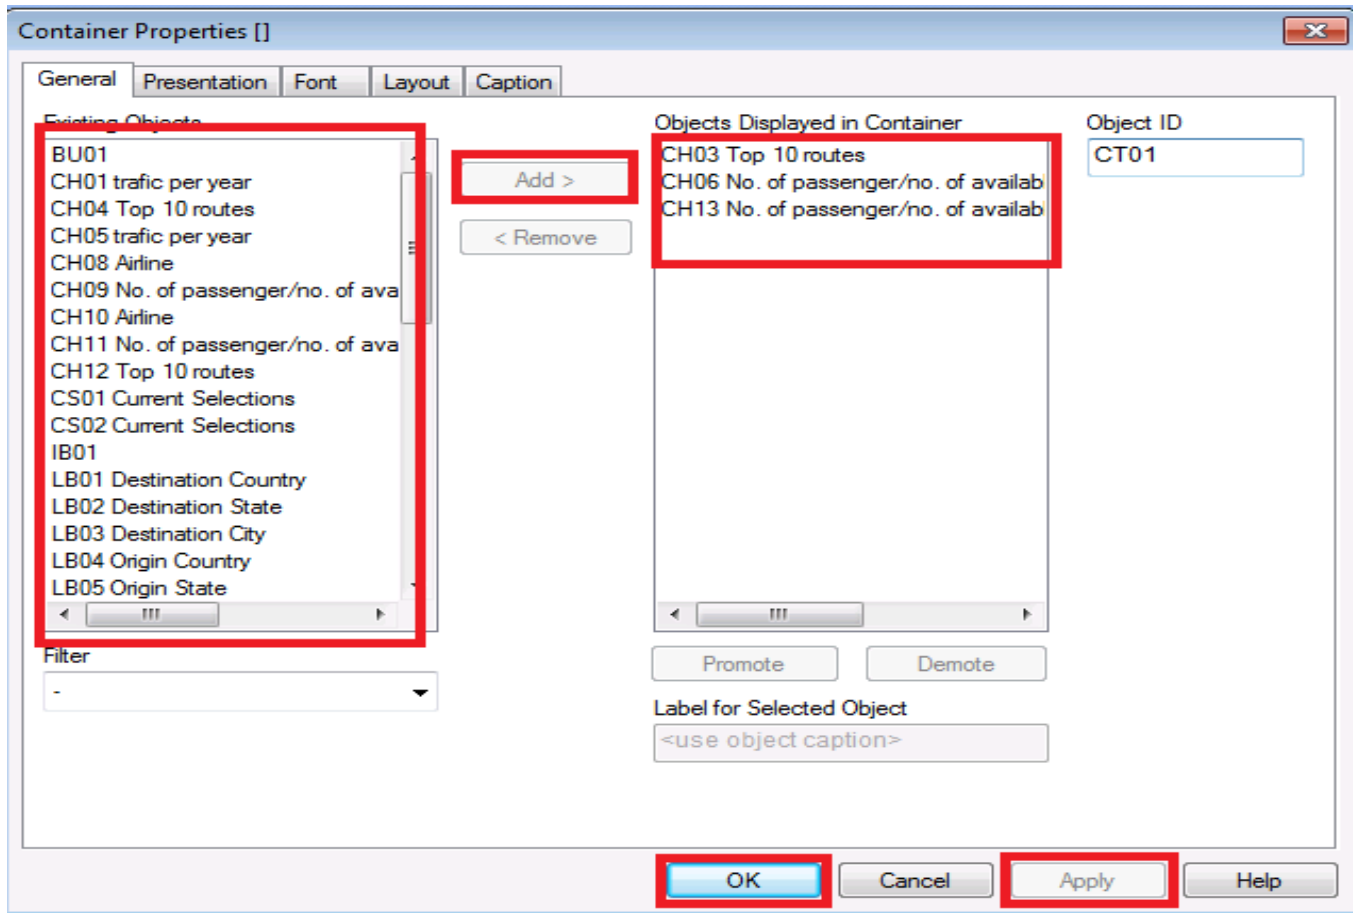 Container Properties []
General Presentation Font Layout Caption
Existing Objects
BU01
CH01 trafic per year
CH04 Top 10 routes
CH05 trafic per year
CH08 Airline
CH09 No. of passenger/no. of ava
CH10 Airline
CH11 No. of passenger/no. of ava
CH12 Top 10 routes
CS01 Current Selections
CS02 Current Selections
IB01
LB01 Destination Country
LB02 Destination State
LB03 Destination City
LB04 Origin Country
LB05 Origin State
Filter
-
Add >
< Remove
Objects Displayed in Container
CH03 Top 10 routes
CH06 No. of passenger/no. of availab
CH13 No. of passenger/no. of availab
Promote Demote
Label for Selected Object
<use object caption>
Object ID
CT01
OK Cancel Apply Help